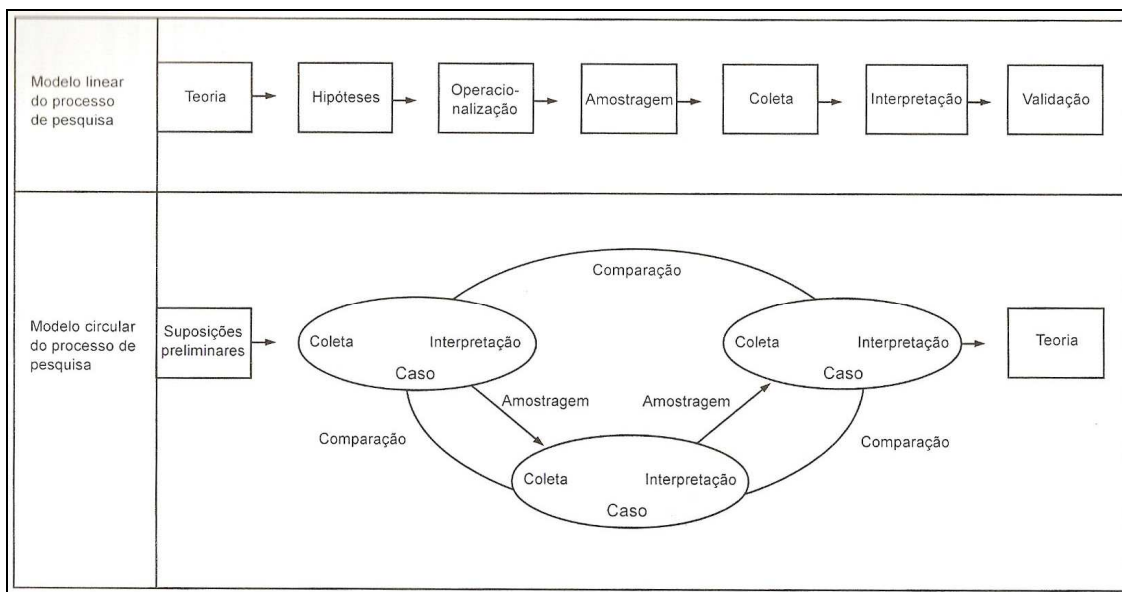 Modelo linear
do processo
de pesquisa
Teoria
Hipóteses
Operacio-
nalização
Amostragem
Coleta
Interpretação
Validação
Modelo circular
do processo de
pesquisa
Suposições
preliminares
Coleta
Interpretação
Caso
Comparação
Coleta
Interpretação
Caso
Teoria
Amostragem
Amostragem
Comparação
Comparação
Coleta
Interpretação
Caso